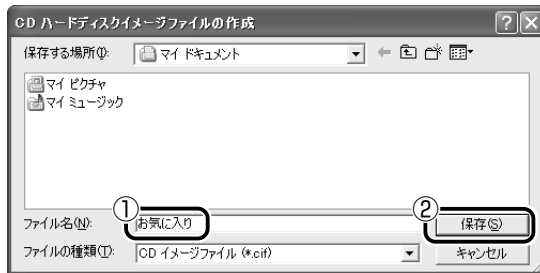 CD ハードディスクイメージファイルの作成
保存する場所(I): マイ ドキュメント
マイ ピクチャ
マイ ミュージック
① ②
ファイル名(N): お気に入り 保存(S)
ファイルの種類(T): CD イメージファイル (*.cif) キャンセル